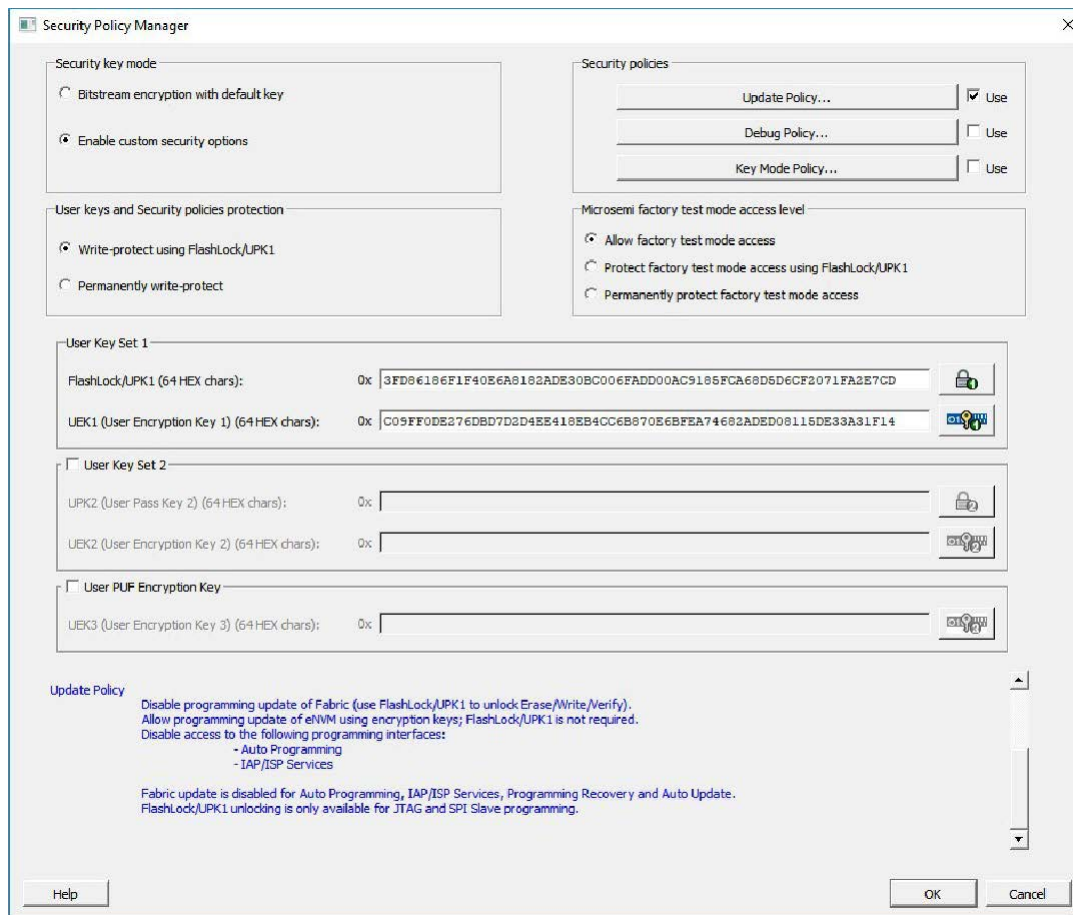 Security Policy Manager
Security key mode
Bitstream encryption with default key
Enable custom security options
Security policies
Update Policy...
Use
Debug Policy...
Use
Key Mode Policy...
Use
User keys and Security policies protection
Write-protect using FlashLock/UPK1
Permanently write-protect
Microsemi factory test mode access level
Allow factory test mode access
Protect factory test mode access using FlashLock/UPK1
Permanently protect factory test mode access
User Key Set 1
FlashLock/UPK1 (64 HEX chars): 0x 3FD86186F1F40E6A8182ADE30BC006FADD00AC9185FCA68D5D6CF2071FA2E7CD
UEK1 (User Encryption Key 1) (64 HEX chars): 0x C09FF0DE276DBD7D2D4EE418EB4CC6B870E6BFEA74682ADED08115DE33A31F14
User Key Set 2
UPK2 (User Pass Key 2) (64 HEX chars): 0x
UEK2 (User Encryption Key 2) (64 HEX chars): 0x
User PUF Encryption Key
UEK3 (User Encryption Key 3) (64 HEX chars): 0x
Update Policy
Disable programming update of Fabric (use FlashLock/UPK1 to unlock Erase/Write/Verify).
Allow programming update of eNVM using encryption keys; FlashLock/UPK1 is not required.
Disable access to the following programming interfaces:
- Auto Programming
- IAP/ISP Services
Fabric update is disabled for Auto Programming, IAP/ISP Services, Programming Recovery and Auto Update.
FlashLock/UPK1 unlocking is only available for JTAG and SPI Slave programming.
Help
OK
Cancel